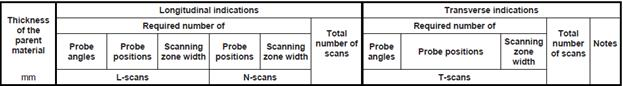 Thickness of the parent material
Longitudinal indications
Transverse indications
Required number of
Total number of scans
Required number of
Total number of scans
Notes
Probe angles
Probe positions
Scanning zone width
Probe positions
Scanning zone width
Probe angles
Probe positions
Scanning zone width
mm
L-scans
N-scans
T-scans